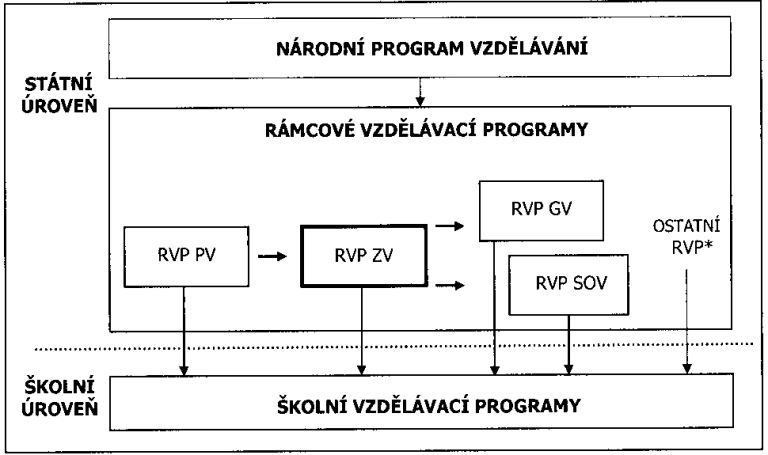 NÁRODNÍ PROGRAM VZDĚLÁVÁNÍ
STÁTNÍ
ÚROVEŇ
RÁMCOVÉ VZDĚLÁVACÍ PROGRAMY
RVP GV
OSTATNÍ
RVP*
RVP PV
RVP ZV
RVP SOV
ŠKOLNÍ
ÚROVEŇ
ŠKOLNÍ VZDĚLÁVACÍ PROGRAMY